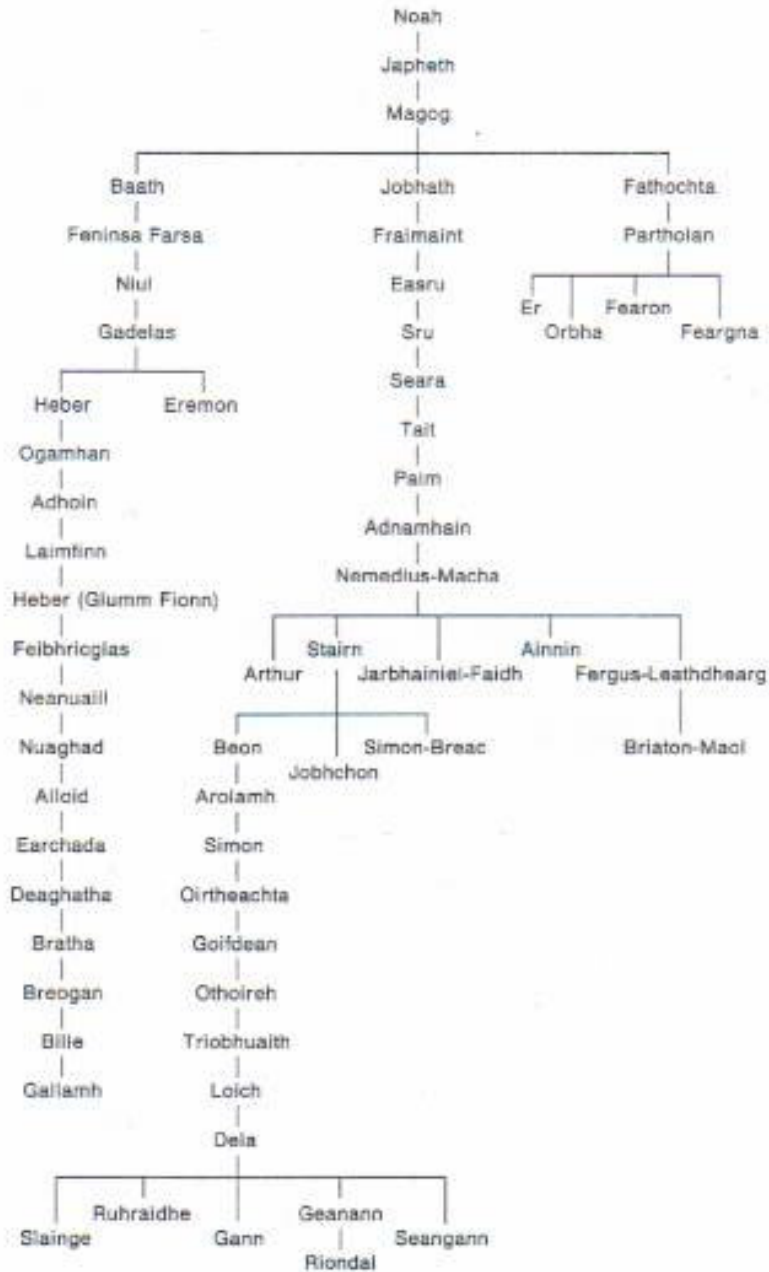 Noah
Japheth
Magog
Baath Jobhath Fathochta
Feninsa Farsa Fraimaint Partholan
Niul Easru
Er Fearon
Gadelas Sru Orbha Feargna
Seara
Heber Eremon
Tait
Ogamhan
Paim
Adhoin
Adnamhain
Laimfinn
Nemedius-Macha
Heber (Glumm Fionn)
Feibhricglas Stairn Ainnin
Arthur Jarbhainiel-Faidh Fergus-Leathdhearg
Neanuaill
Nuaghad Beon Simon-Breac Briaton-Maol
Jobhchon
Alloid Arolamh
Earchada Simon
Deaghatha Oirtheachta
Bratha Goifdean
Breogan Othoireh
Bille Triobhuaith
Gallamh Loich
Dela
Ruhraidhe Geanann
Slainge Gann Seangann
Riondal